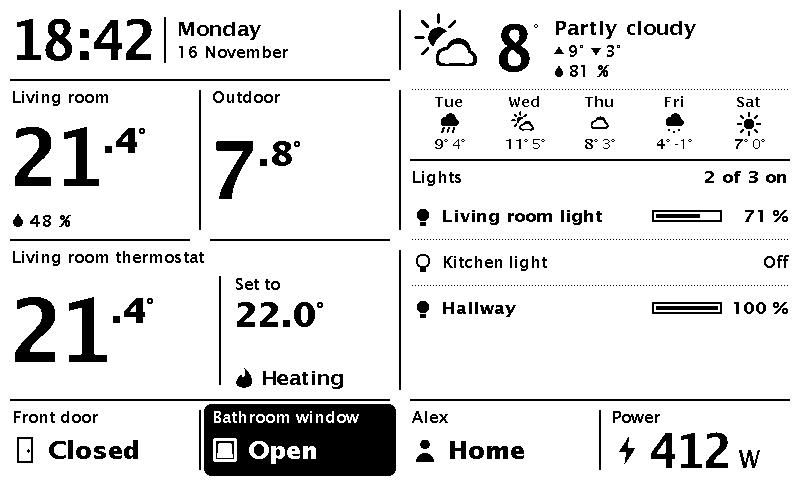 18:42
Monday
16 November
8°
Partly cloudy
9° 3°
81 %
Living room
21.4°
48 %
Outdoor
7.8°
Tue Wed Thu Fri Sat
9° 4° 11° 5° 8° 3° 4° -1° 7° 0°
Lights 2 of 3 on
Living room light 71 %
Kitchen light Off
Hallway 100 %
Living room thermostat
21.4°
Set to
22.0°
Heating
Front door
Closed
Bathroom window
Open
Alex
Home
Power
412 W